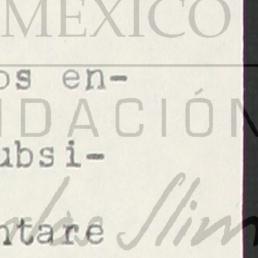 MEXICO
os en-
DACIÓN
ubsi-
Slim
ntare